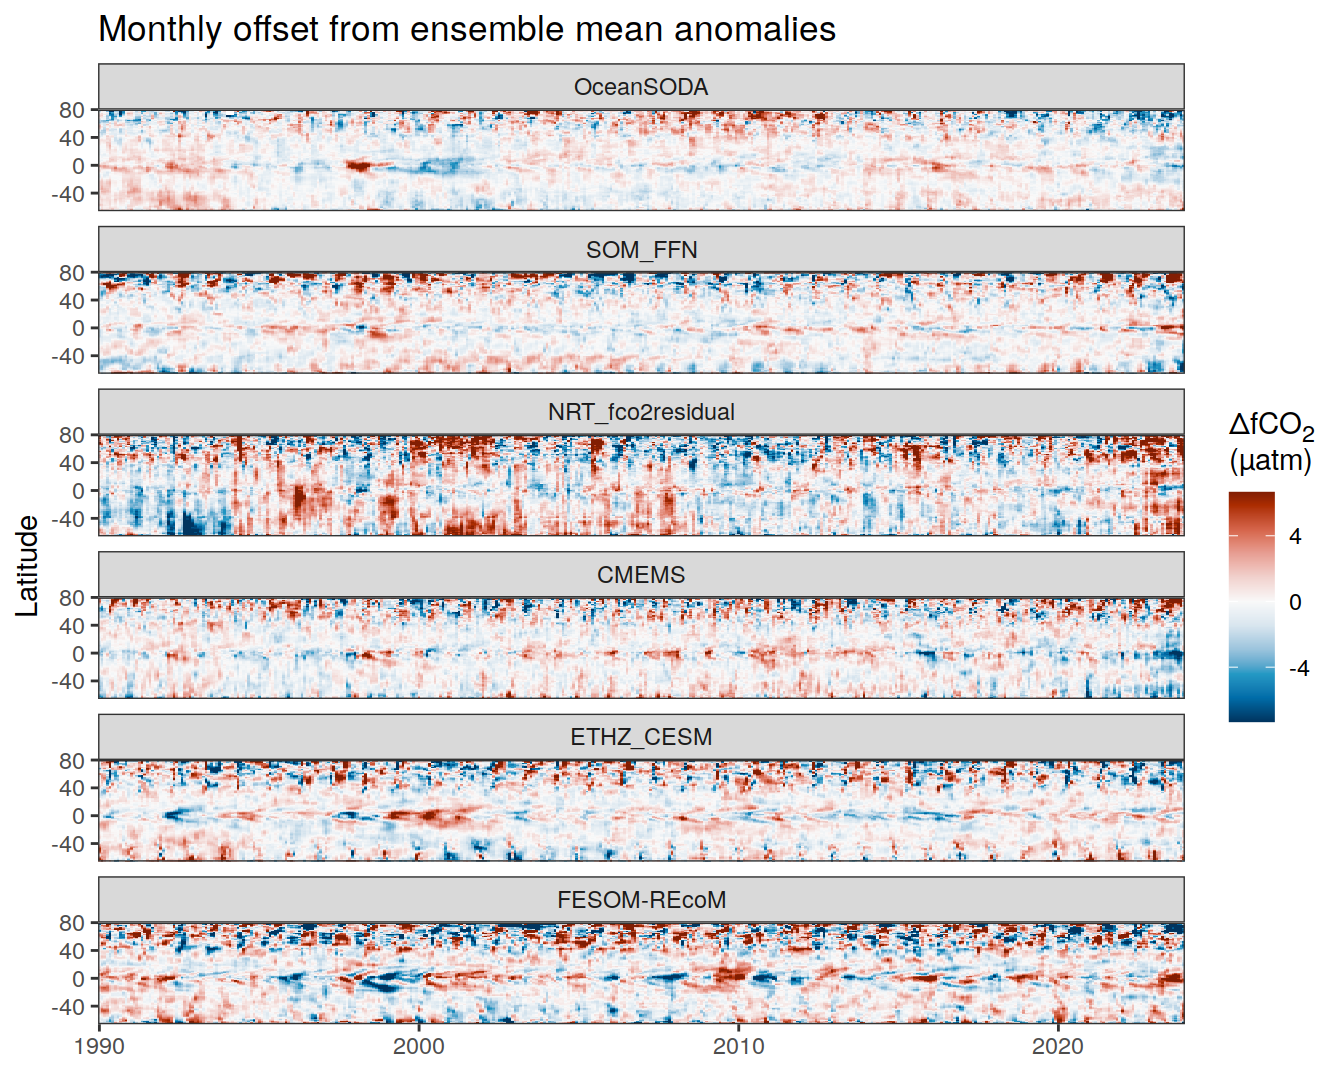 Monthly offset from ensemble mean anomalies
OceanSODA
80
40
0
-40
SOM_FFN
80
40
0
-40
NRT_fco2residual
80
40
0
-40
CMEMS
80
40
0
-40
ETHZ_CESM
80
40
0
-40
FESOM-REcoM
80
40
0
-40
1990 2000 2010 2020
Latitude
ΔfCO₂
(µatm)
4
0
-4